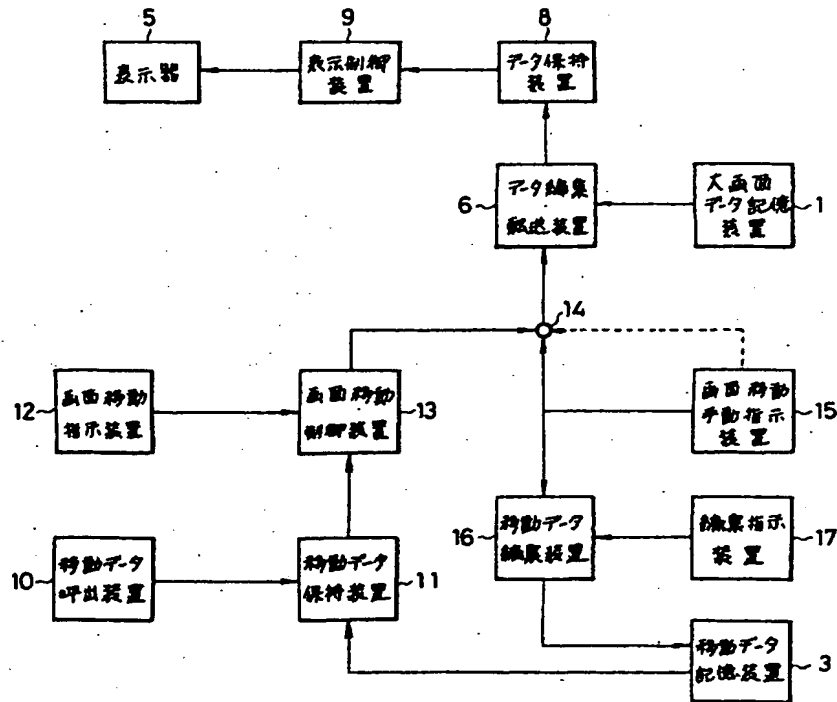 5
9
8
表示器
表示制御
装置
データ保持
装置
6
データ編集
転送装置
大画面
データ記憶
装置
1
14
12
画面移動
指示装置
画面移動
制御装置
13
画面移動
手動指示
装置
15
16
移動データ
編集装置
編集指示
装置
17
10
移動データ
呼出装置
移動データ
保持装置
11
移動データ
記憶装置
3